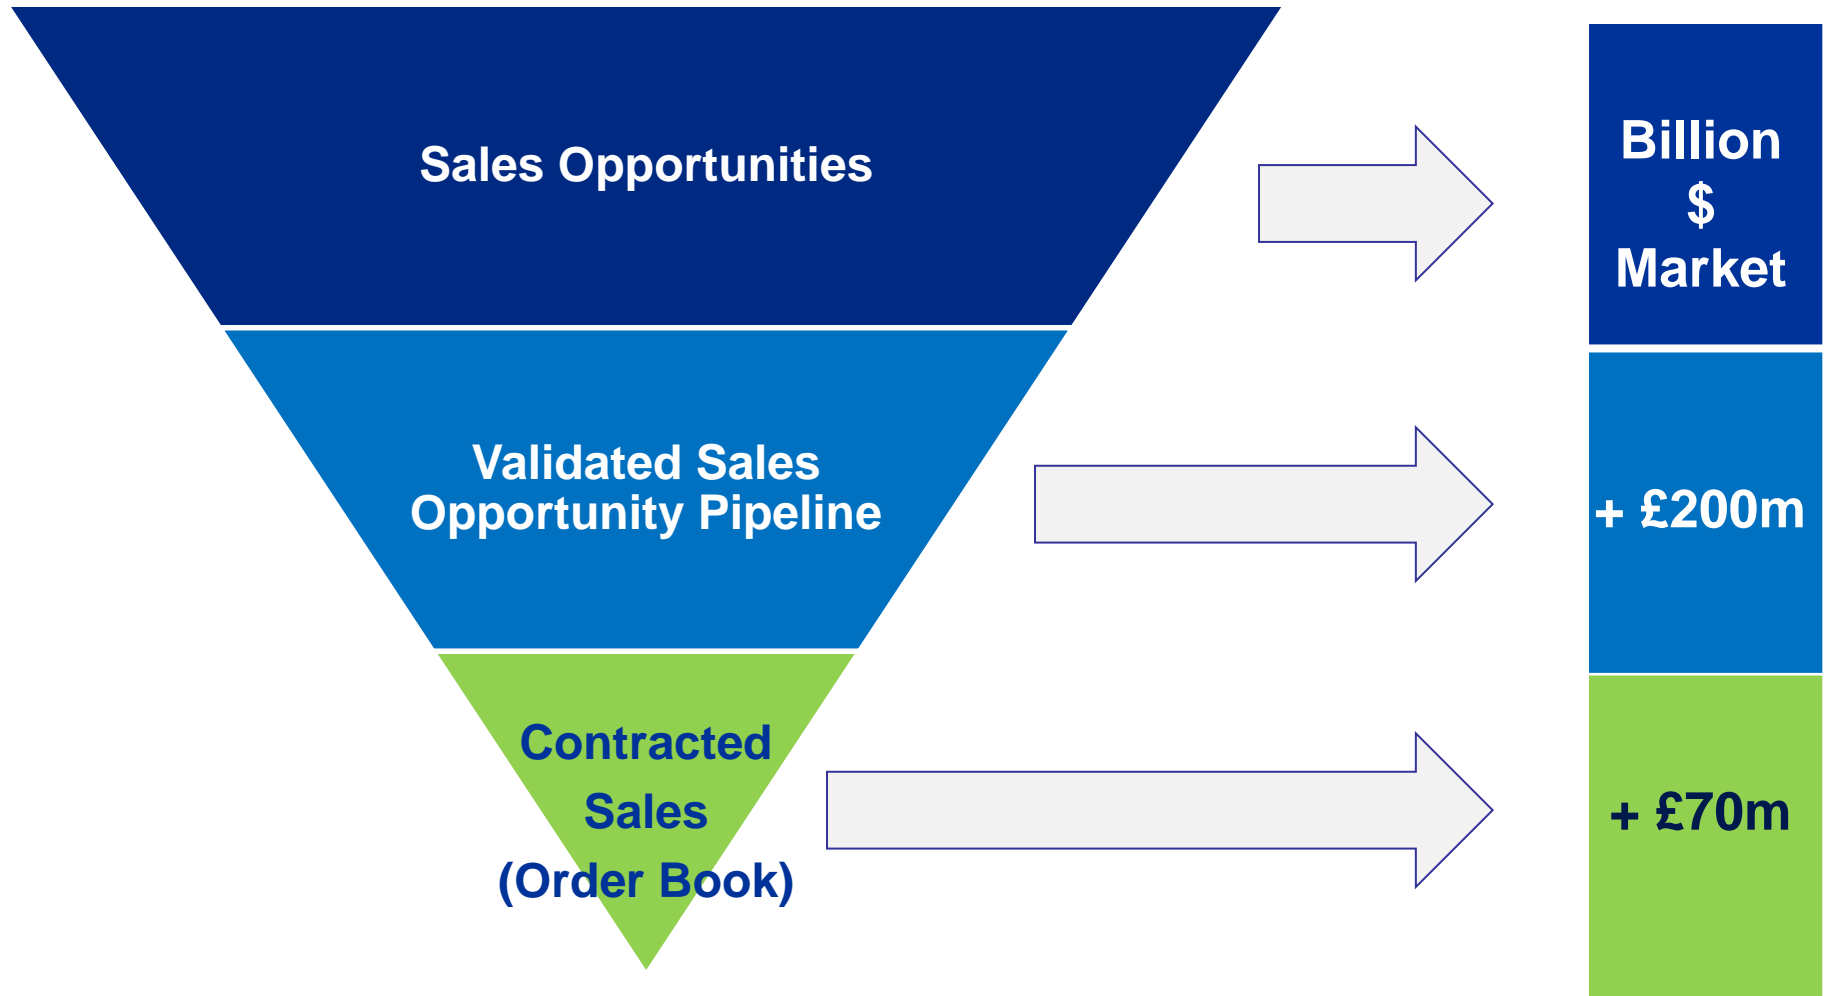 Sales Opportunities
Billion
$
Market
Validated Sales
Opportunity Pipeline
+ £200m
Contracted
Sales
(Order Book)
+ £70m